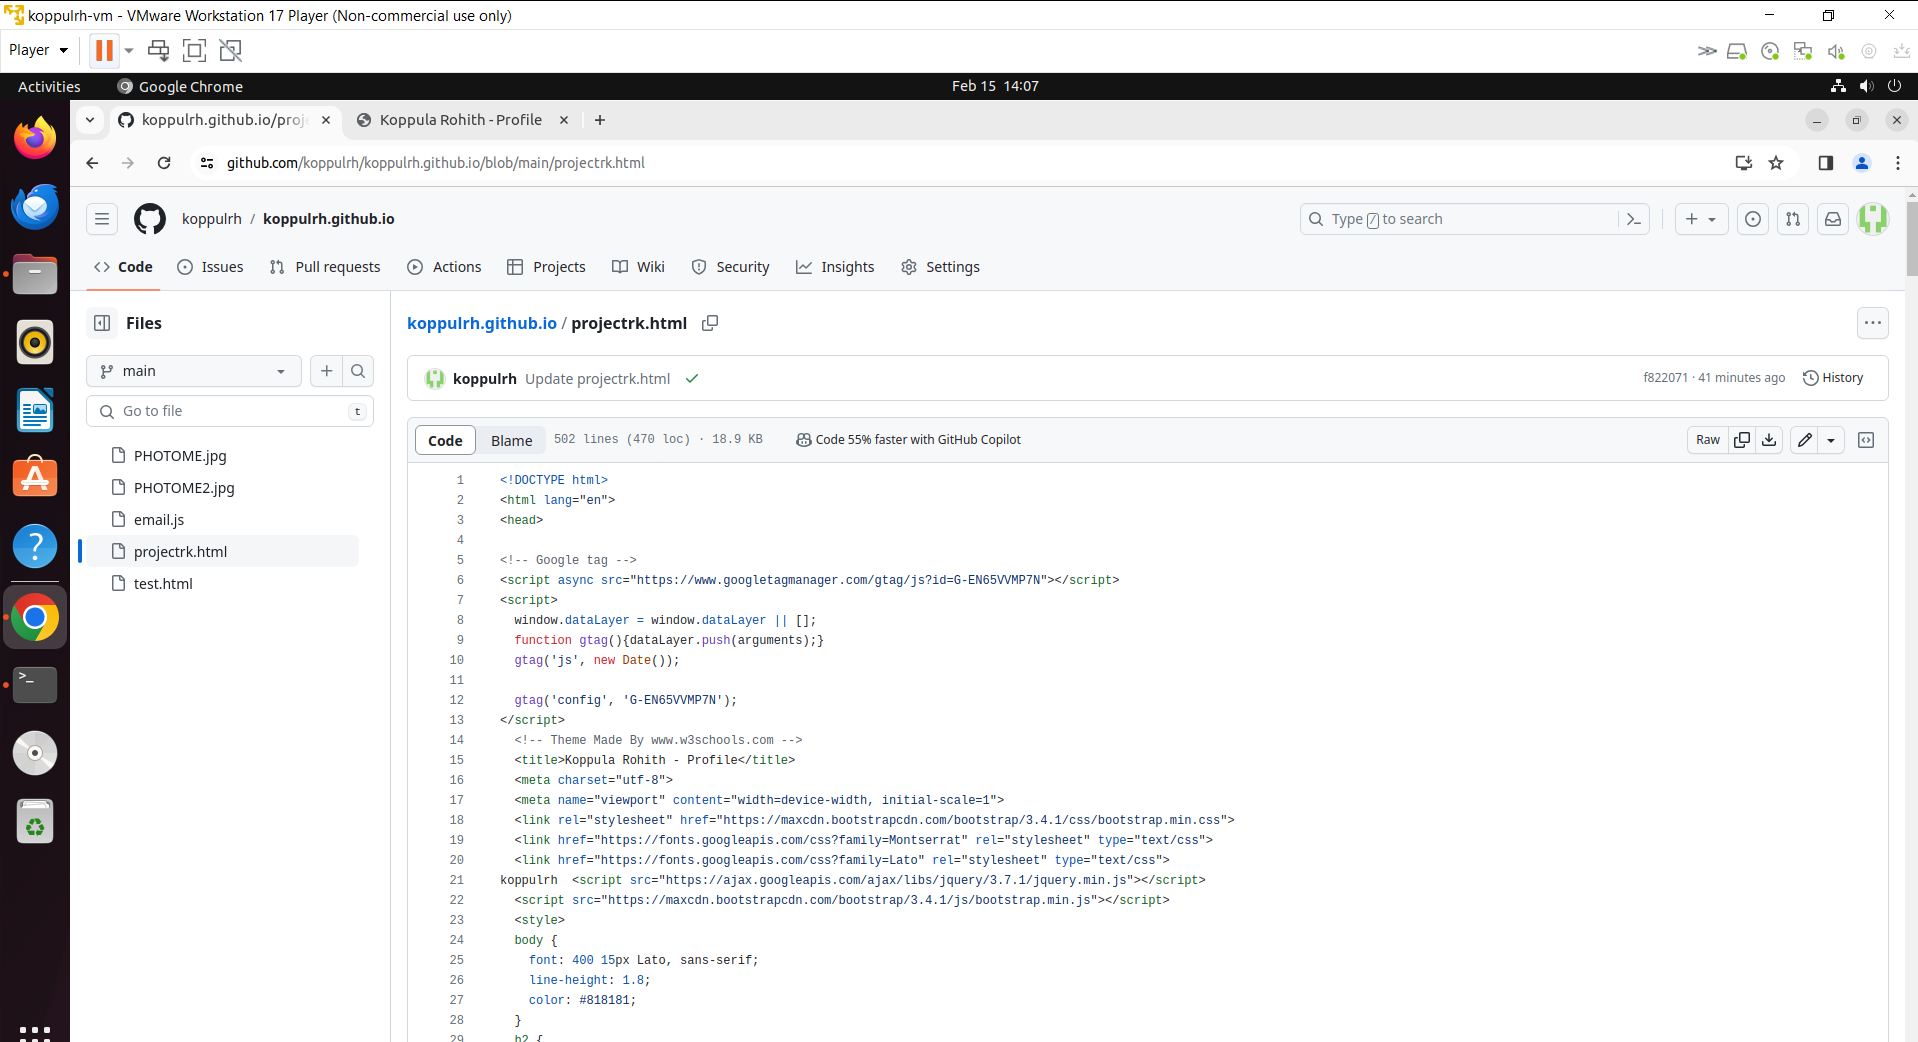 koppulrh-vm - VMware Workstation 17 Player (Non-commercial use only)
Player
Activities
Google Chrome
Feb 15 14:07
koppulrh.github.io/proj
Koppula Rohith - Profile
github.com/koppulrh/koppulrh.github.io/blob/main/projectrk.html
koppulrh / koppulrh.github.io
Type / to search
Code
Issues
Pull requests
Actions
Projects
Wiki
Security
Insights
Settings
Files
koppulrh.github.io / projectrk.html
main
koppulrh Update projectrk.html
f822071 · 41 minutes ago
History
Go to file
t
Code
Blame
502 lines (470 loc) · 18.9 KB
Code 55% faster with GitHub Copilot
Raw
PHOTOME.jpg
PHOTOME2.jpg
email.js
projectrk.html
test.html
1 <!DOCTYPE html>
2 <html lang="en">
3 <head>
4
5 <!-- Google tag -->
6 <script async src="https://www.googletagmanager.com/gtag/js?id=G-EN65VVMP7N"></script>
7 <script>
8 window.dataLayer = window.dataLayer || [];
9 function gtag(){dataLayer.push(arguments);}
10 gtag('js', new Date());
11
12 gtag('config', 'G-EN65VVMP7N');
13 </script>
14 <!-- Theme Made By www.w3schools.com -->
15 <title>Koppula Rohith - Profile</title>
16 <meta charset="utf-8">
17 <meta name="viewport" content="width=device-width, initial-scale=1">
18 <link rel="stylesheet" href="https://maxcdn.bootstrapcdn.com/bootstrap/3.4.1/css/bootstrap.min.css">
19 <link href="https://fonts.googleapis.com/css?family=Montserrat" rel="stylesheet" type="text/css">
20 <link href="https://fonts.googleapis.com/css?family=Lato" rel="stylesheet" type="text/css">
21 koppulrh <script src="https://ajax.googleapis.com/ajax/libs/jquery/3.7.1/jquery.min.js"></script>
22 <script src="https://maxcdn.bootstrapcdn.com/bootstrap/3.4.1/js/bootstrap.min.js"></script>
23 <style>
24 body {
25 font: 400 15px Lato, sans-serif;
26 line-height: 1.8;
27 color: #818181;
28 }
29 h2 {